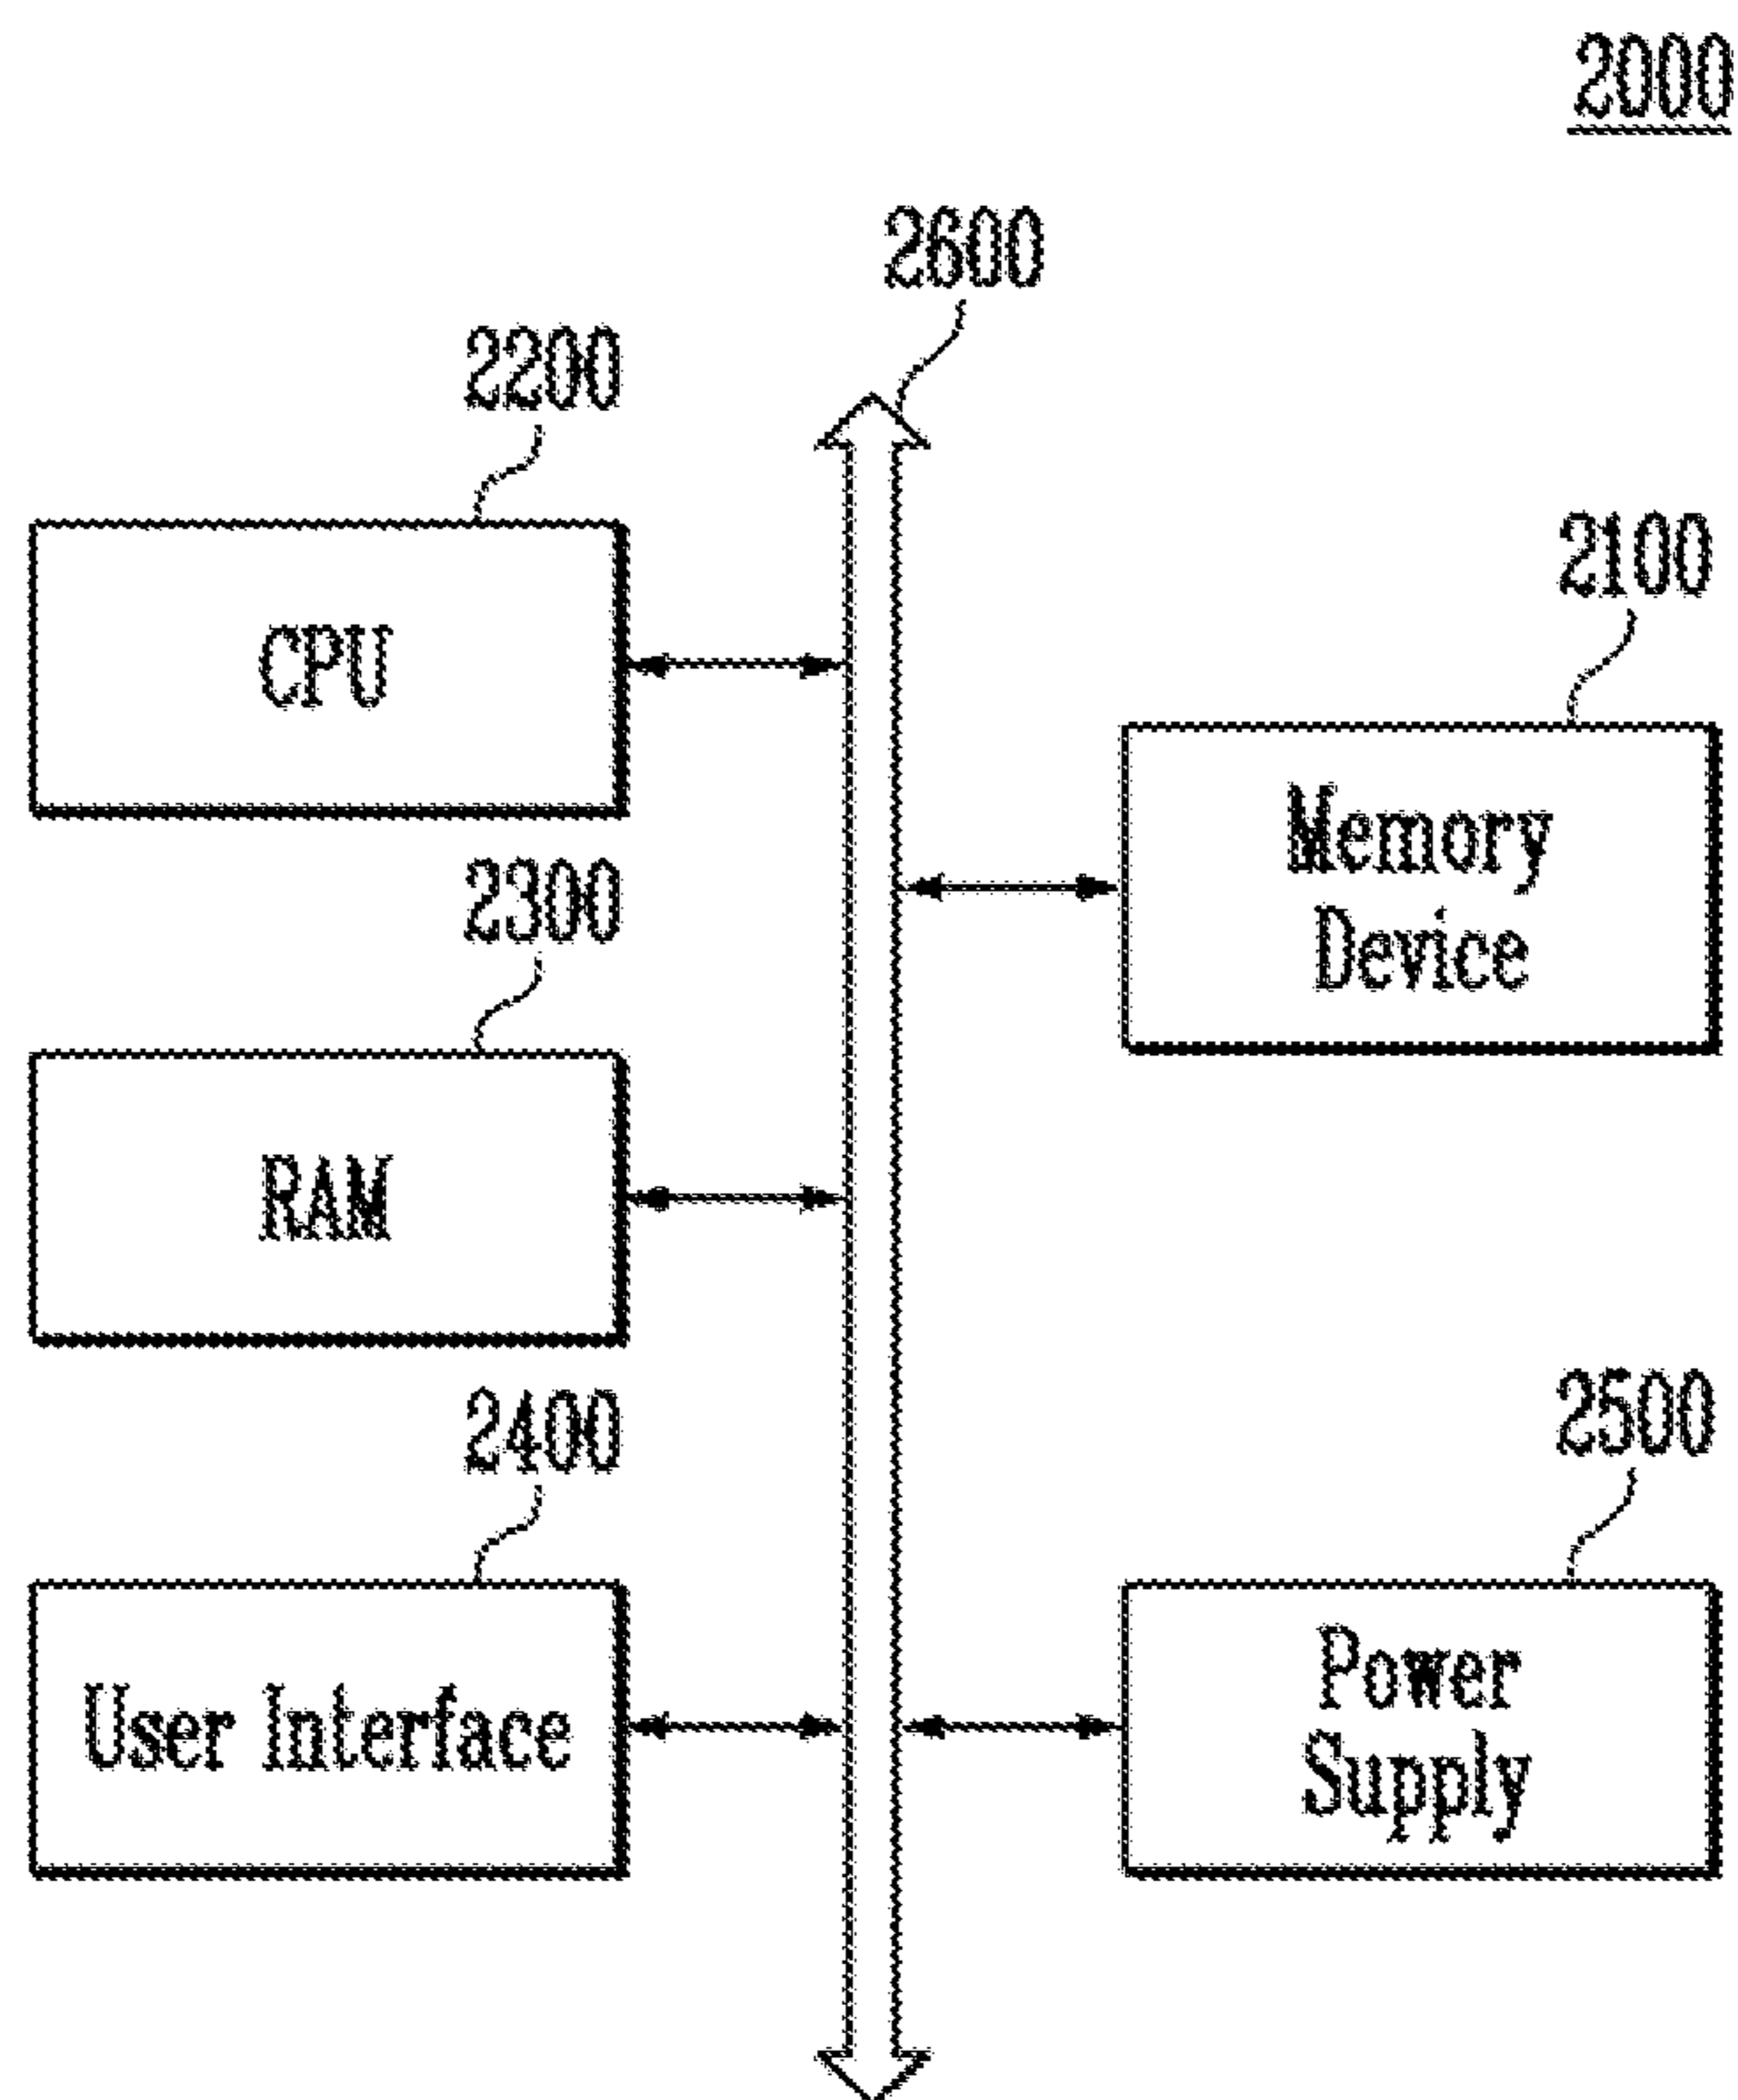 2000
2600
2200
CPU
2100
Memory
Device
2300
RAM
2400
User Interface
2500
Power
Supply